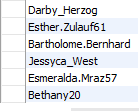 Darby_Herzog
Esther.Zulauf61
Bartholome.Bernhard
Jessyca_West
Esmeralda.Mraz57
Bethany20